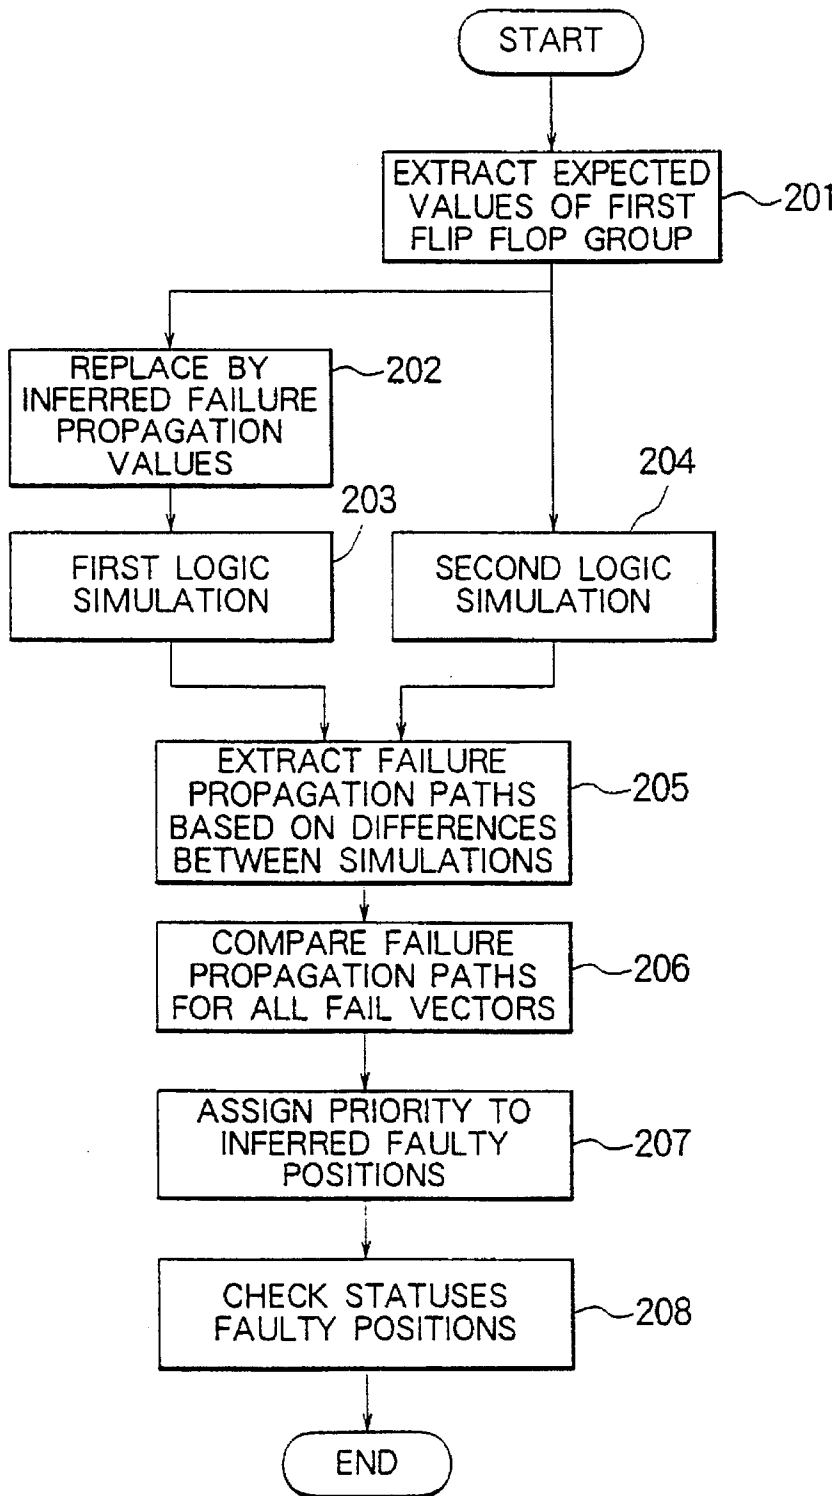 START
EXTRACT EXPECTED
VALUES OF FIRST
FLIP FLOP GROUP
201
REPLACE BY
INFERRED FAILURE
PROPAGATION
VALUES
202
203
204
FIRST LOGIC
SIMULATION
SECOND LOGIC
SIMULATION
EXTRACT FAILURE
PROPAGATION PATHS
BASED ON DIFFERENCES
BETWEEN SIMULATIONS
205
COMPARE FAILURE
PROPAGATION PATHS
FOR ALL FAIL VECTORS
206
ASSIGN PRIORITY TO
INFERRED FAULTY
POSITIONS
207
CHECK STATUSES
FAULTY POSITIONS
208
END